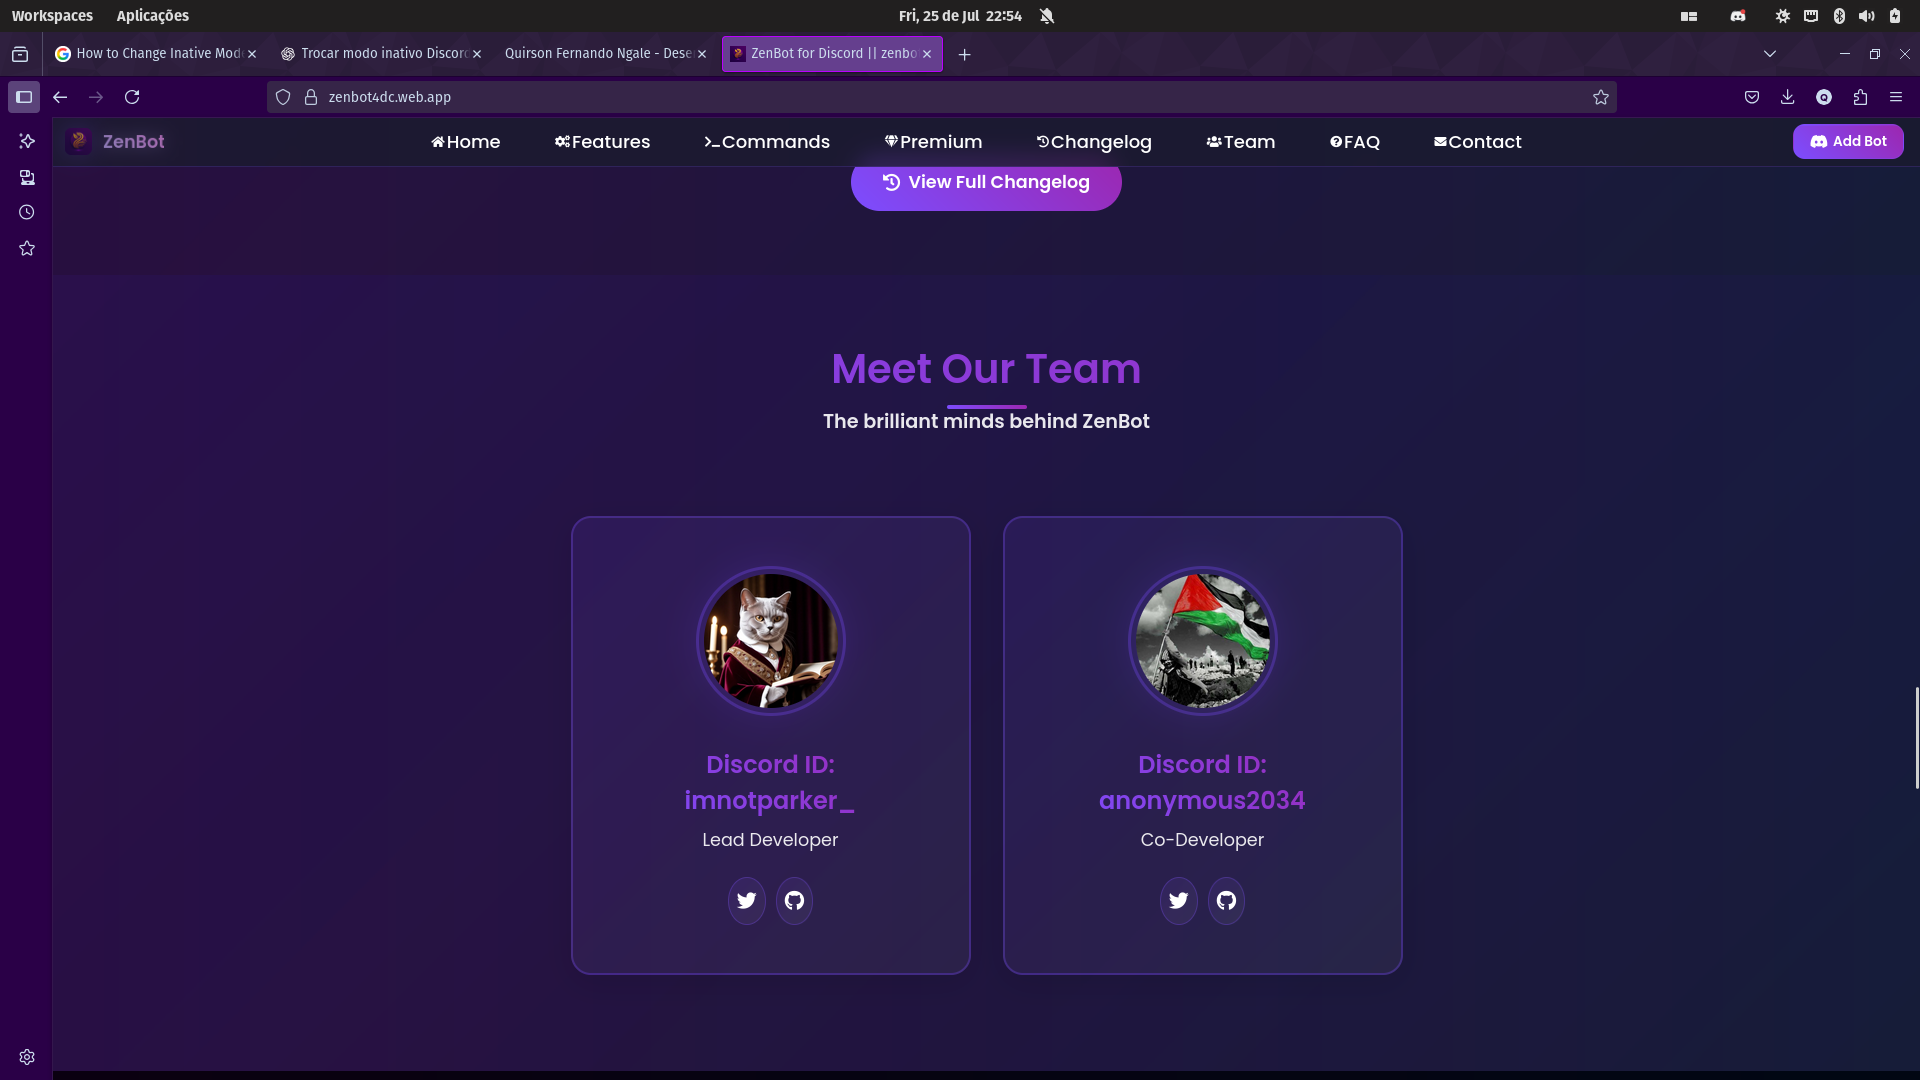 Workspaces Aplicações Fri, 25 de Jul 22:54
How to Change Inative Mod Trocar modo inativo Discord Quirson Fernando Ngale - Dese ZenBot for Discord || zenbo
zenbot4dc.web.app
ZenBot Home Features Commands Premium Changelog Team FAQ Contact Add Bot
View Full Changelog
Meet Our Team
The brilliant minds behind ZenBot
Discord ID:
imnotparker_
Lead Developer
Discord ID:
anonymous2034
Co-Developer